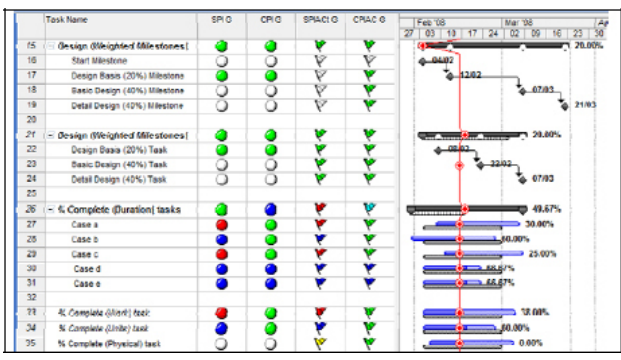 Task Name SPI G CPI G SPIACt G CPIAC G Feb '08 Mar '08 Ap
27 03 10 17 24 02 09 16 23 30
15 Design (Weighted Milestones) 20.00%
16 Start Milestone 04/02
17 Design Basis (20%) Milestone 12/02
18 Basic Design (40%) Milestone 07/03
19 Detail Design (40%) Milestone 21/03
20
21 Design (Weighted Milestones) 20.00%
22 Design Basis (20%) Task 08/02
23 Basic Design (40%) Task 22/02
24 Detail Design (40%) Task 07/03
25
26 % Complete (Duration) tasks 49.67%
27 Case a 30.00%
28 Case b 60.00%
29 Case c 25.00%
30 Case d 66.67%
31 Case e 66.67%
32
33 % Complete (Work) task 38.00%
34 % Complete (Units) task 60.00%
35 % Complete (Physical) task 0.00%